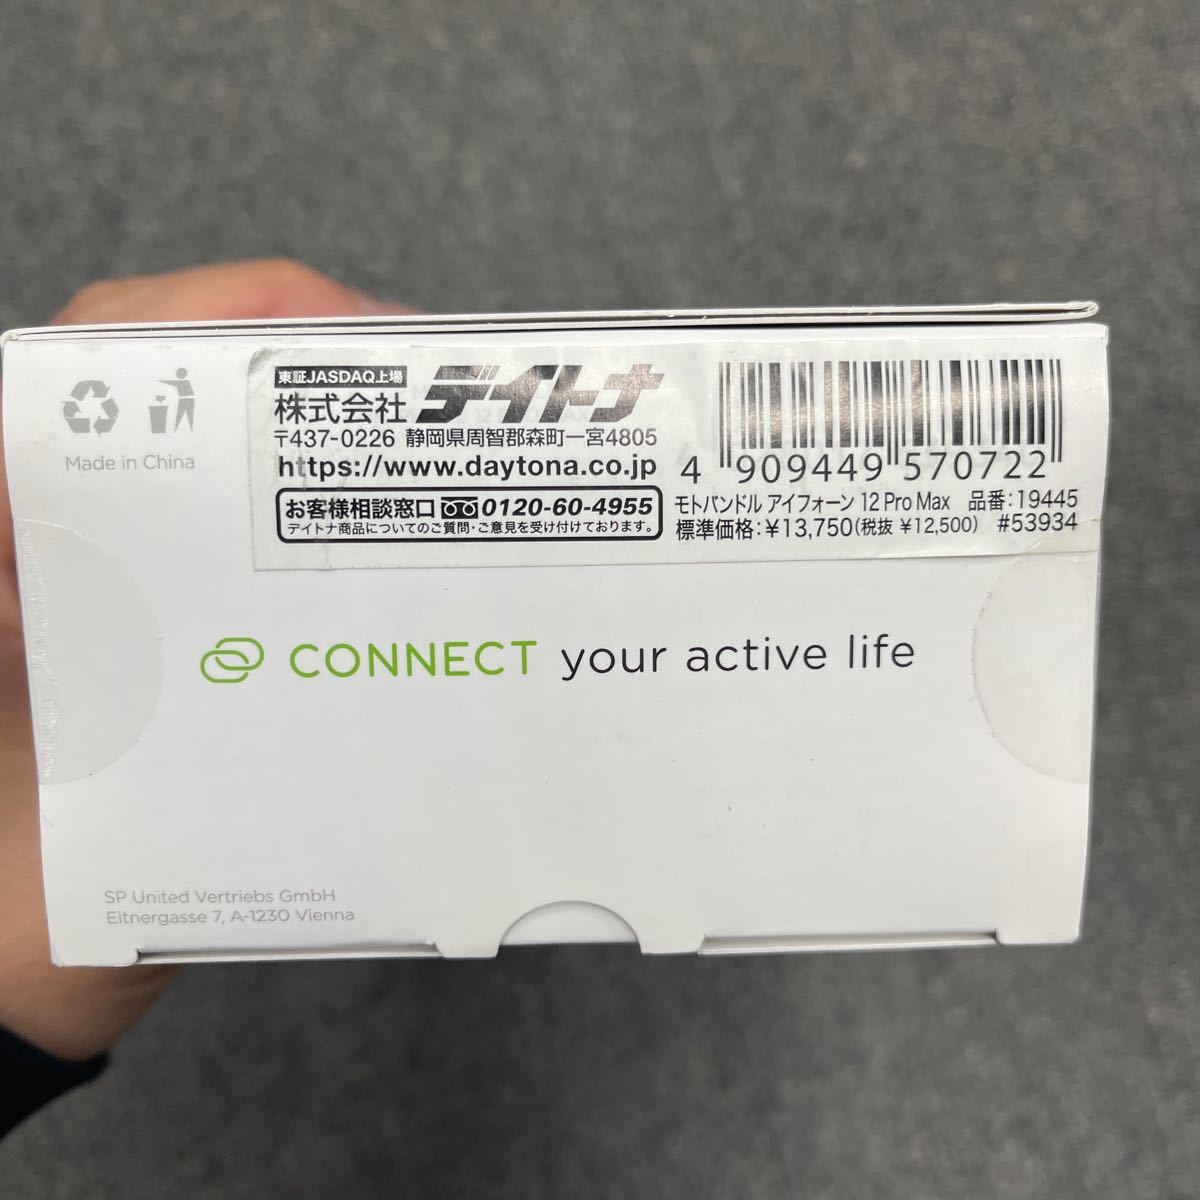 Made in China
東証JASDAQ上場
株式会社 デイトナ
〒437-0226 静岡県周智郡森町一宮4805
https://www.daytona.co.jp
お客様相談窓口 0120-60-4955
デイトナ商品についてのご質問・ご意見を受け付けております。
4 909449 570722
モトバンドル アイフォーン 12 Pro Max 品番：19445
標準価格：¥13,750(税抜 ¥12,500) #53934
CONNECT your active life
SP United Vertriebs GmbH
Eitnergasse 7, A-1230 Vienna